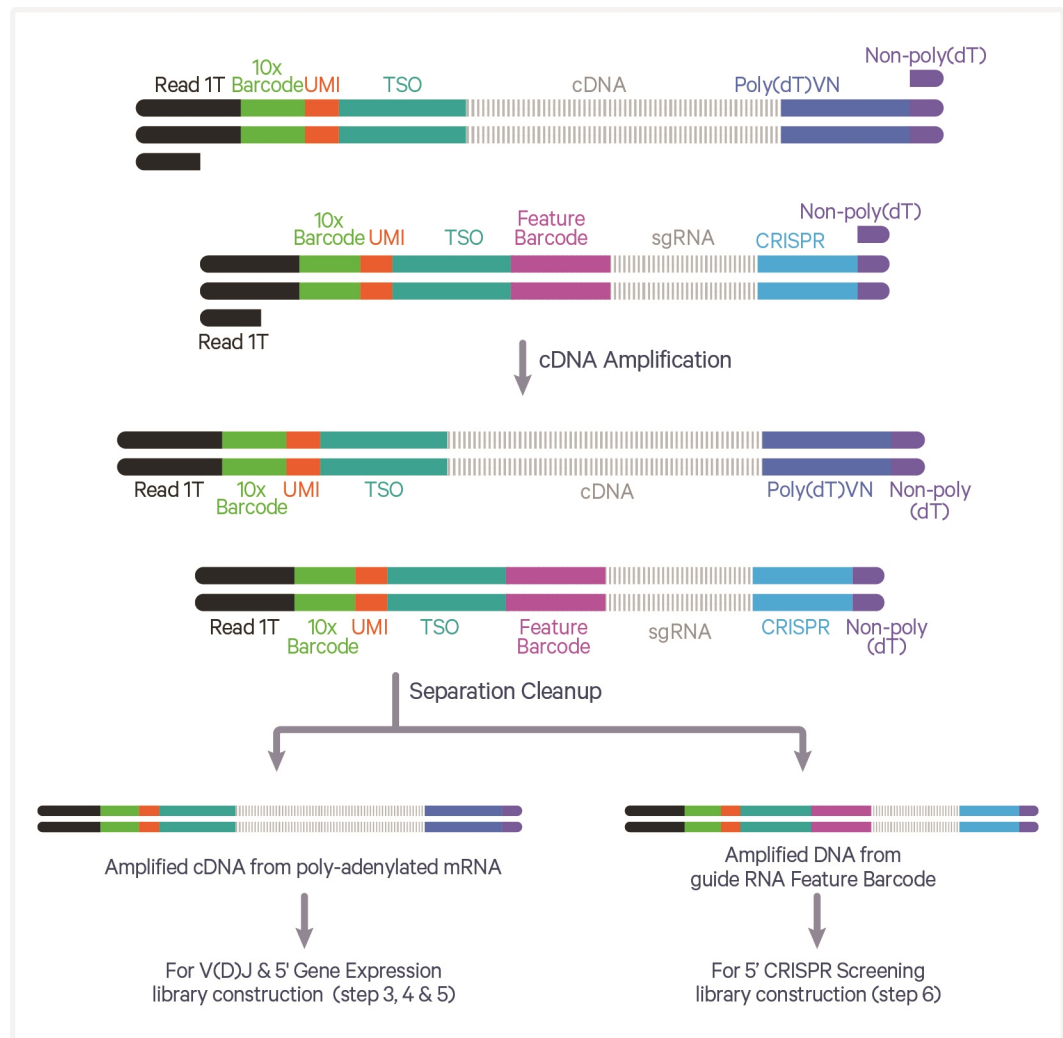 Non-poly(dT)
Read 1T
10x
Barcode
UMI
TSO
cDNA
Poly(dT)VN
Non-poly(dT)
10x
Barcode
UMI
TSO
Feature
Barcode
sgRNA
CRISPR
Read 1T
cDNA Amplification
Read 1T
10x
Barcode
UMI
TSO
cDNA
Poly(dT)VN
Non-poly
(dT)
Read 1T
10x
Barcode
UMI
TSO
Feature
Barcode
sgRNA
CRISPR
Non-poly
(dT)
Separation Cleanup
Amplified cDNA from poly-adenylated mRNA
For V(D)J & 5' Gene Expression
library construction (step 3, 4 & 5)
Amplified DNA from
guide RNA Feature Barcode
For 5’ CRISPR Screening
library construction (step 6)